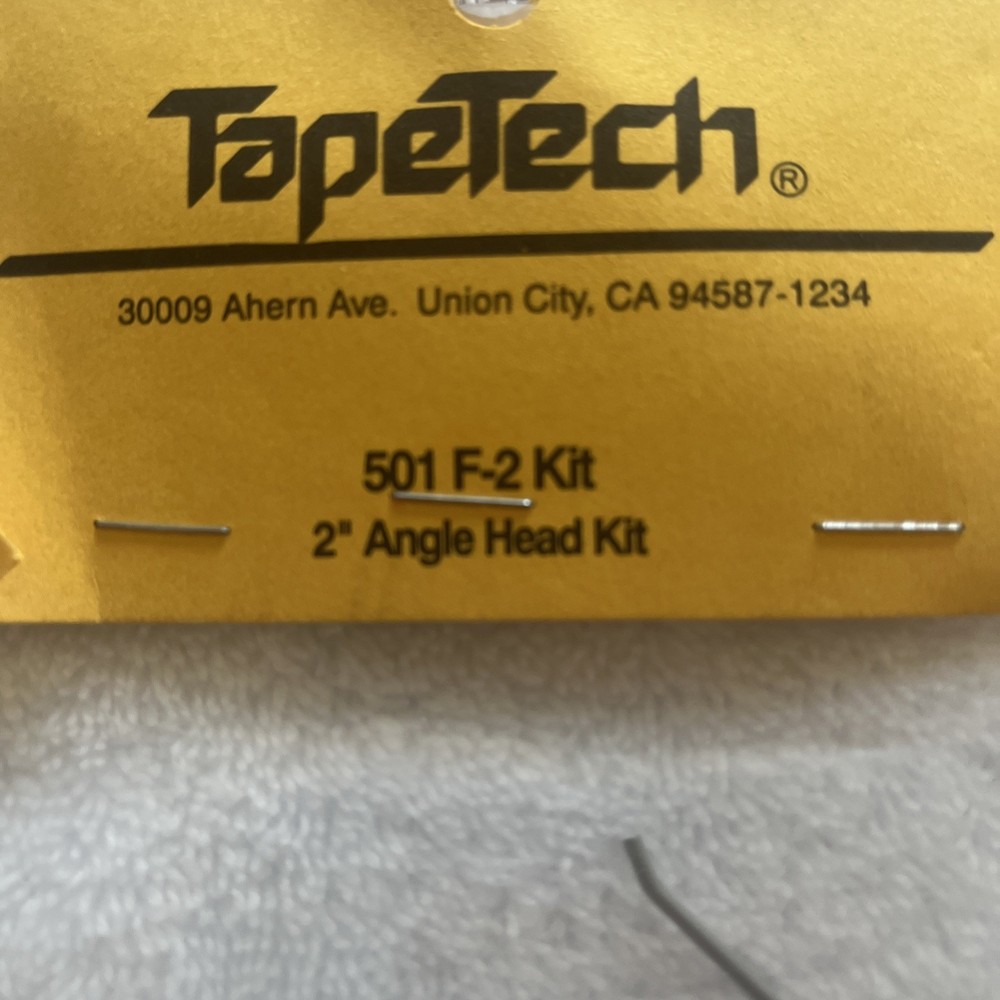 TapeTech®
30009 Ahern Ave. Union City, CA 94587-1234
501 F-2 Kit
2" Angle Head Kit